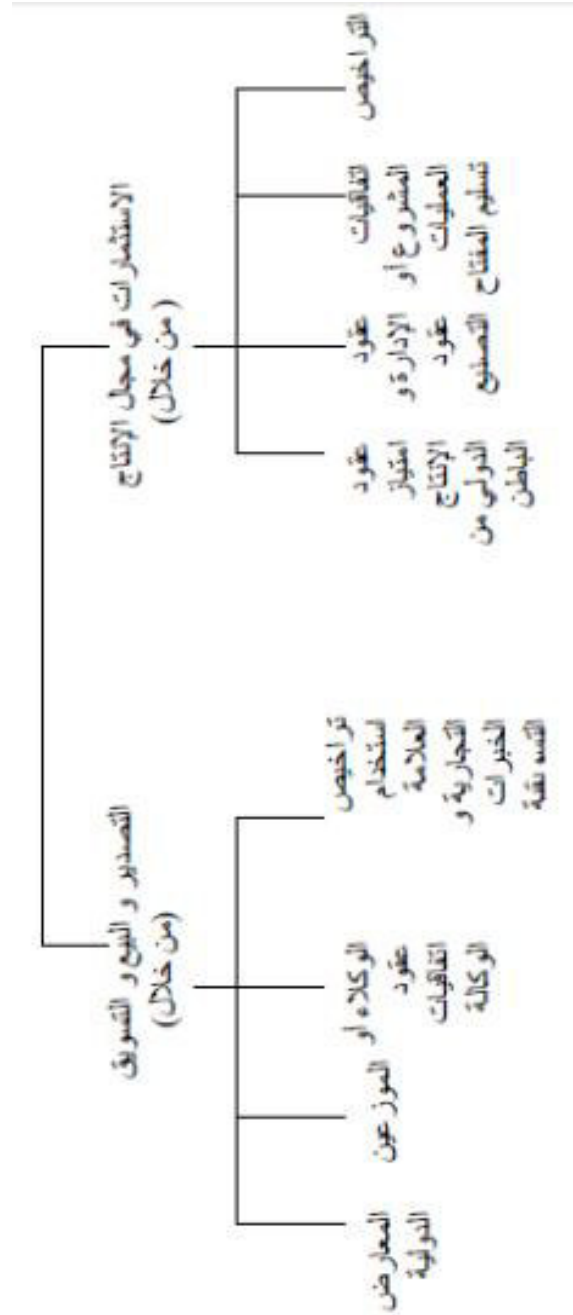 الاستثمارات في مجال الإنتاج
(من خلال)
التراخيص
اتفاقيات
المشروع أو
العمليات
تسليم المفتاح
عقود
الإدارة و
عقود
التصنيع
عقود
امتياز
الإنتاج
الدولي من
الباطن
التصدير و البيع و التسويق
(من خلال)
تراخيص
استخدام
العلامة
التجارية و
الخبرات
الوكلاء او
عقود
اتفاقيات
الوكالة
الموزعين
المعارض
الدولية